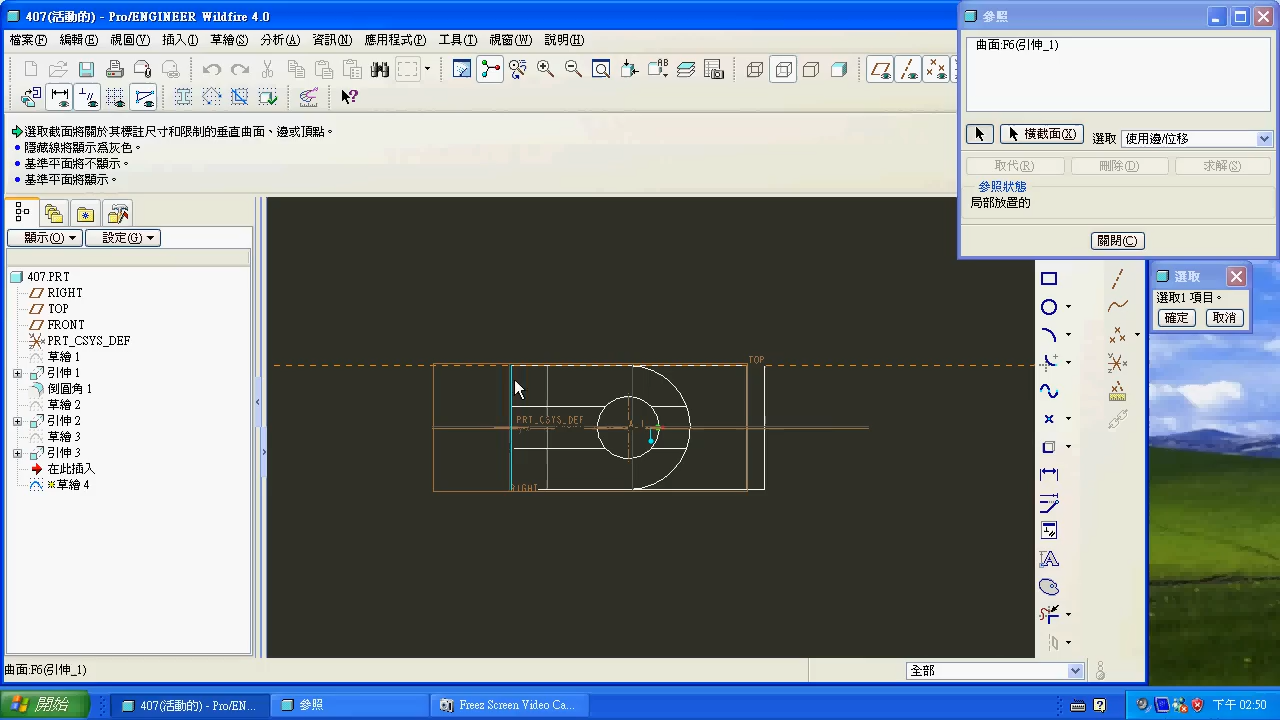 407(活動的) - Pro/ENGINEER Wildfire 4.0
檔案(F) 編輯(E) 視圖(V) 插入(I) 草繪(S) 分析(A) 資訊(N) 應用程式(P) 工具(T) 視窗(W) 說明(H)
選取截面將關於其標註尺寸和限制的垂直曲面、邊或頂點。
隱藏線將顯示為灰色。
基準平面將不顯示。
基準平面將顯示。
顯示(O) 設定(G)
407.PRT
RIGHT
TOP
FRONT
PRT_CSYS_DEF
草繪 1
引伸 1
倒圓角 1
草繪 2
引伸 2
草繪 3
引伸 3
在此插入
草繪 4
TOP
PRT_CSYS_DEF
RIGHT
參照
曲面:F6(引伸_1)
橫截面(X) 選取 使用邊/位移
取代(R) 刪除(D) 求解(S)
參照狀態
局部放置的
關閉(C)
選取
選取1 項目。
確定 取消
曲面:F6(引伸_1)
全部
開始 407(活動的) - Pro/EN... 參照 Freez Screen Video Ca... 下午 02:50